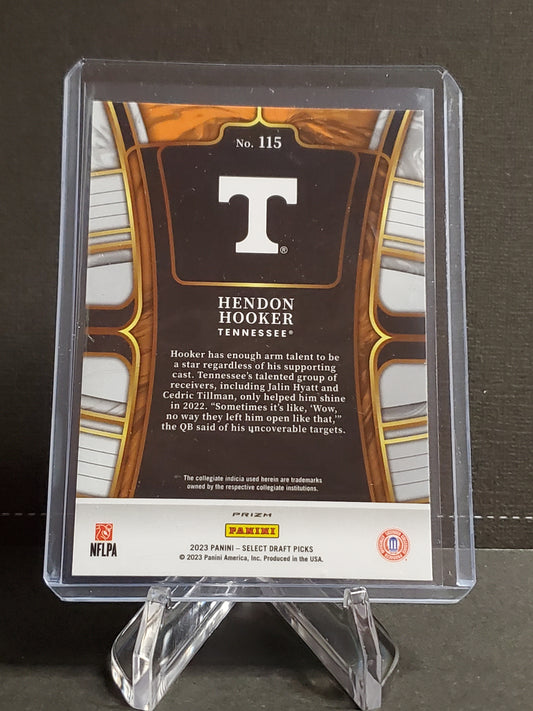 No. 115
T
®
HENDON
HOOKER
TENNESSEE®
Hooker has enough arm talent to be
a star regardless of his supporting
cast. Tennessee's talented group of
receivers, including Jalin Hyatt and
Cedric Tillman, only helped him shine
in 2022. “Sometimes it's like, ‘Wow,
no way they left him open like that,’”
the QB said of his uncoverable targets.
The collegiate indicia used herein are trademarks
owned by the respective collegiate institutions.
PRIZM
PANINI
NFLPA
2023 PANINI – SELECT DRAFT PICKS
© 2023 Panini America, Inc. Produced in the USA.